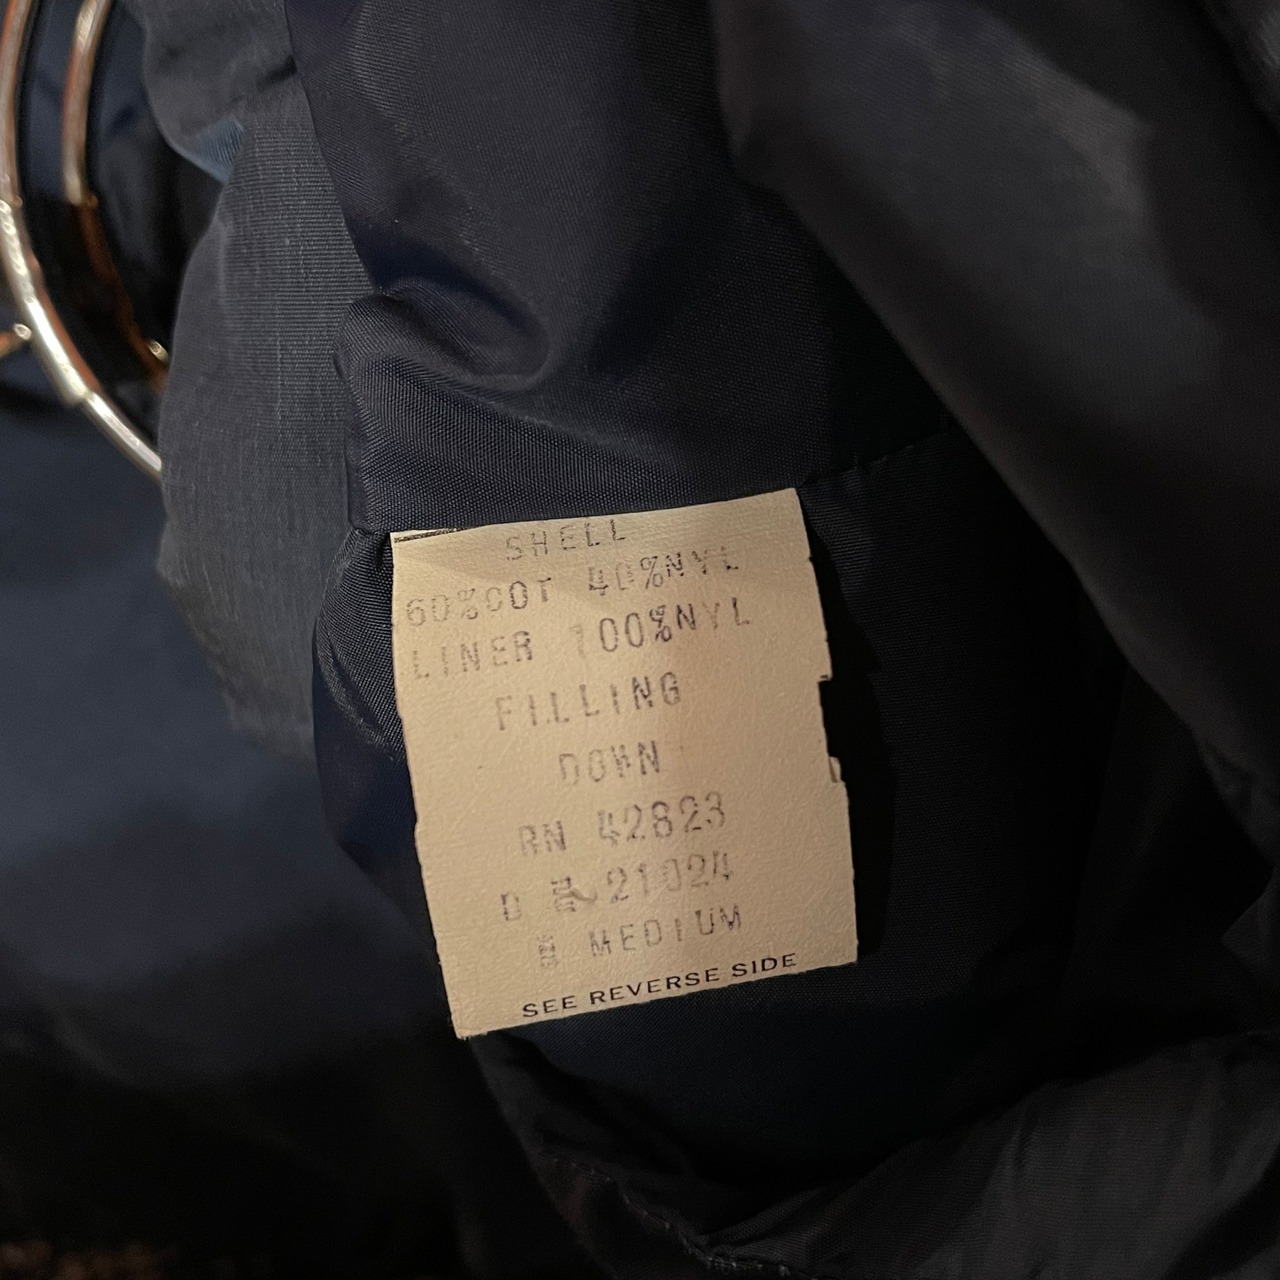 SHELL
60%COT 40%NYL
LINER 100%NYL
FILLING
DOWN
RN 42823
D 21024
MEDIUM
SEE REVERSE SIDE